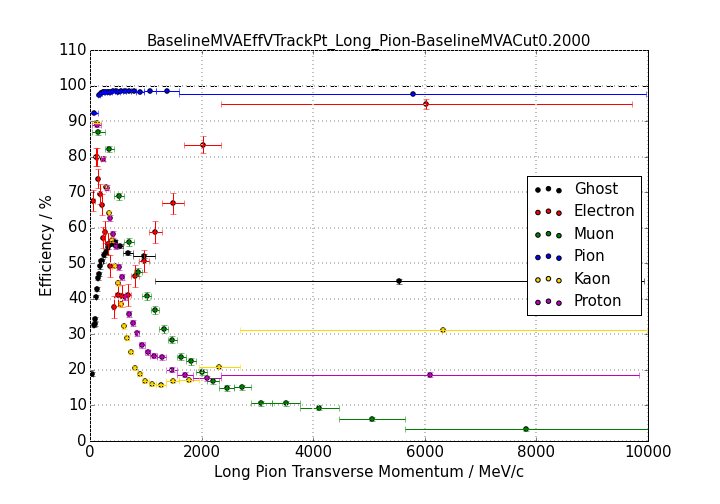 BaselineMVAEffVTrackPt_Long_Pion-BaselineMVACut0.2000
110
100
90
80
70
60
50
40
30
20
10
0
Efficiency / %
Ghost
Electron
Muon
Pion
Kaon
Proton
0 2000 4000 6000 8000 10000
Long Pion Transverse Momentum / MeV/c